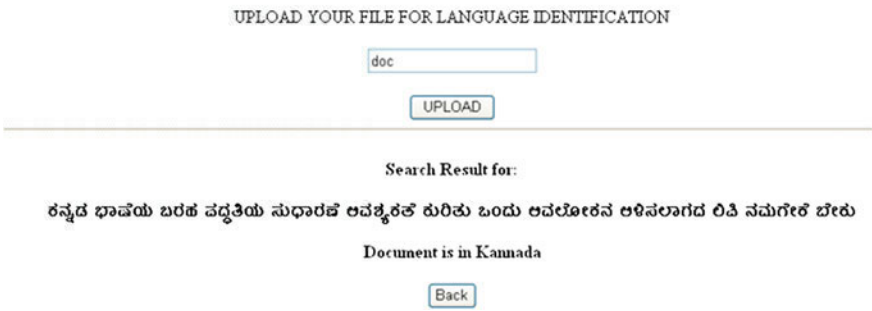 UPLOAD YOUR FILE FOR LANGUAGE IDENTIFICATION
doc
UPLOAD
Search Result for:
ಕನ್ನಡ ಭಾಷೆಯ ಬರಹ ಪದ್ಧತಿಯ ಸುಧಾರಣೆ ಅವಶ್ಯಕತೆ ಕುರಿತು ಒಂದು ಅವಲೋಕನ ಅಳಿಸಲಾಗದ ಲಿಪಿ ನಮಗೇಕೆ ಬೇಕು
Document is in Kannada
Back